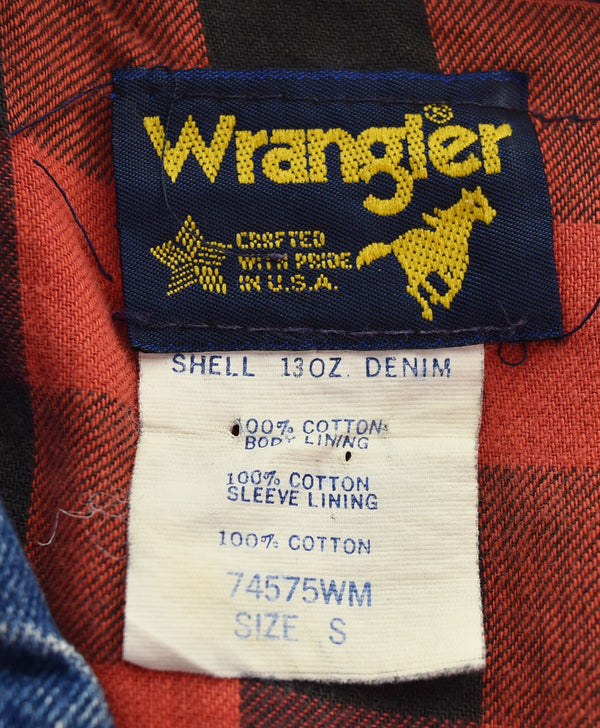 Wrangler®
CRAFTED
WITH PRIDE
IN U.S.A.
SHELL 13OZ. DENIM
100% COTTON
BODY LINING
100% COTTON
SLEEVE LINING
100% COTTON
74575WM
SIZE S